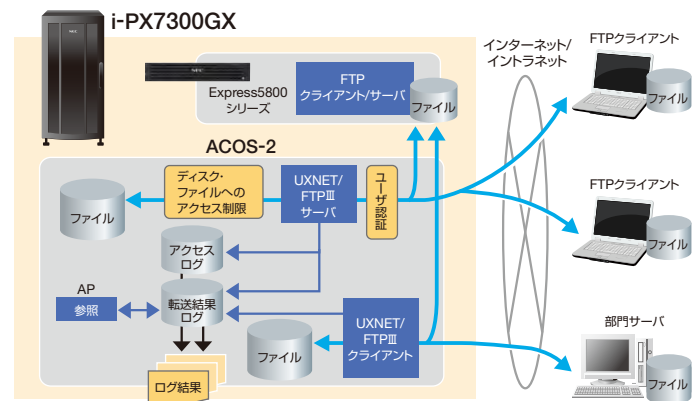 i-PX7300GX
Express5800
シリーズ
FTP
クライアント/サーバ
ファイル
インターネット/
イントラネット
FTPクライアント
ファイル
ACOS-2
ファイル
ディスク・
ファイルへの
アクセス制限
UXNET/
FTPⅢ
サーバ
ユーザ認証
FTPクライアント
ファイル
アクセス
ログ
AP
参照
転送結果
ログ
ファイル
UXNET/
FTPⅢ
クライアント
ログ結果
部門サーバ
ファイル